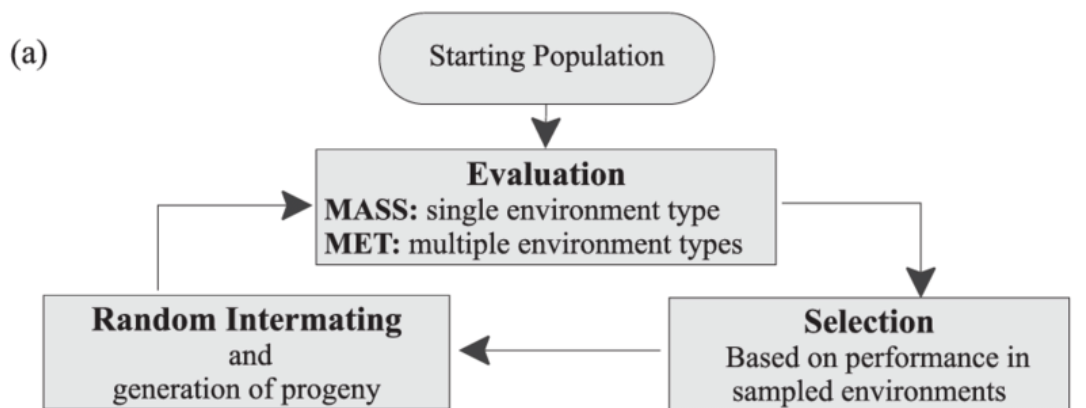 (a)
Starting Population
Evaluation
MASS: single environment type
MET: multiple environment types
Random Intermating
and
generation of progeny
Selection
Based on performance in
sampled environments